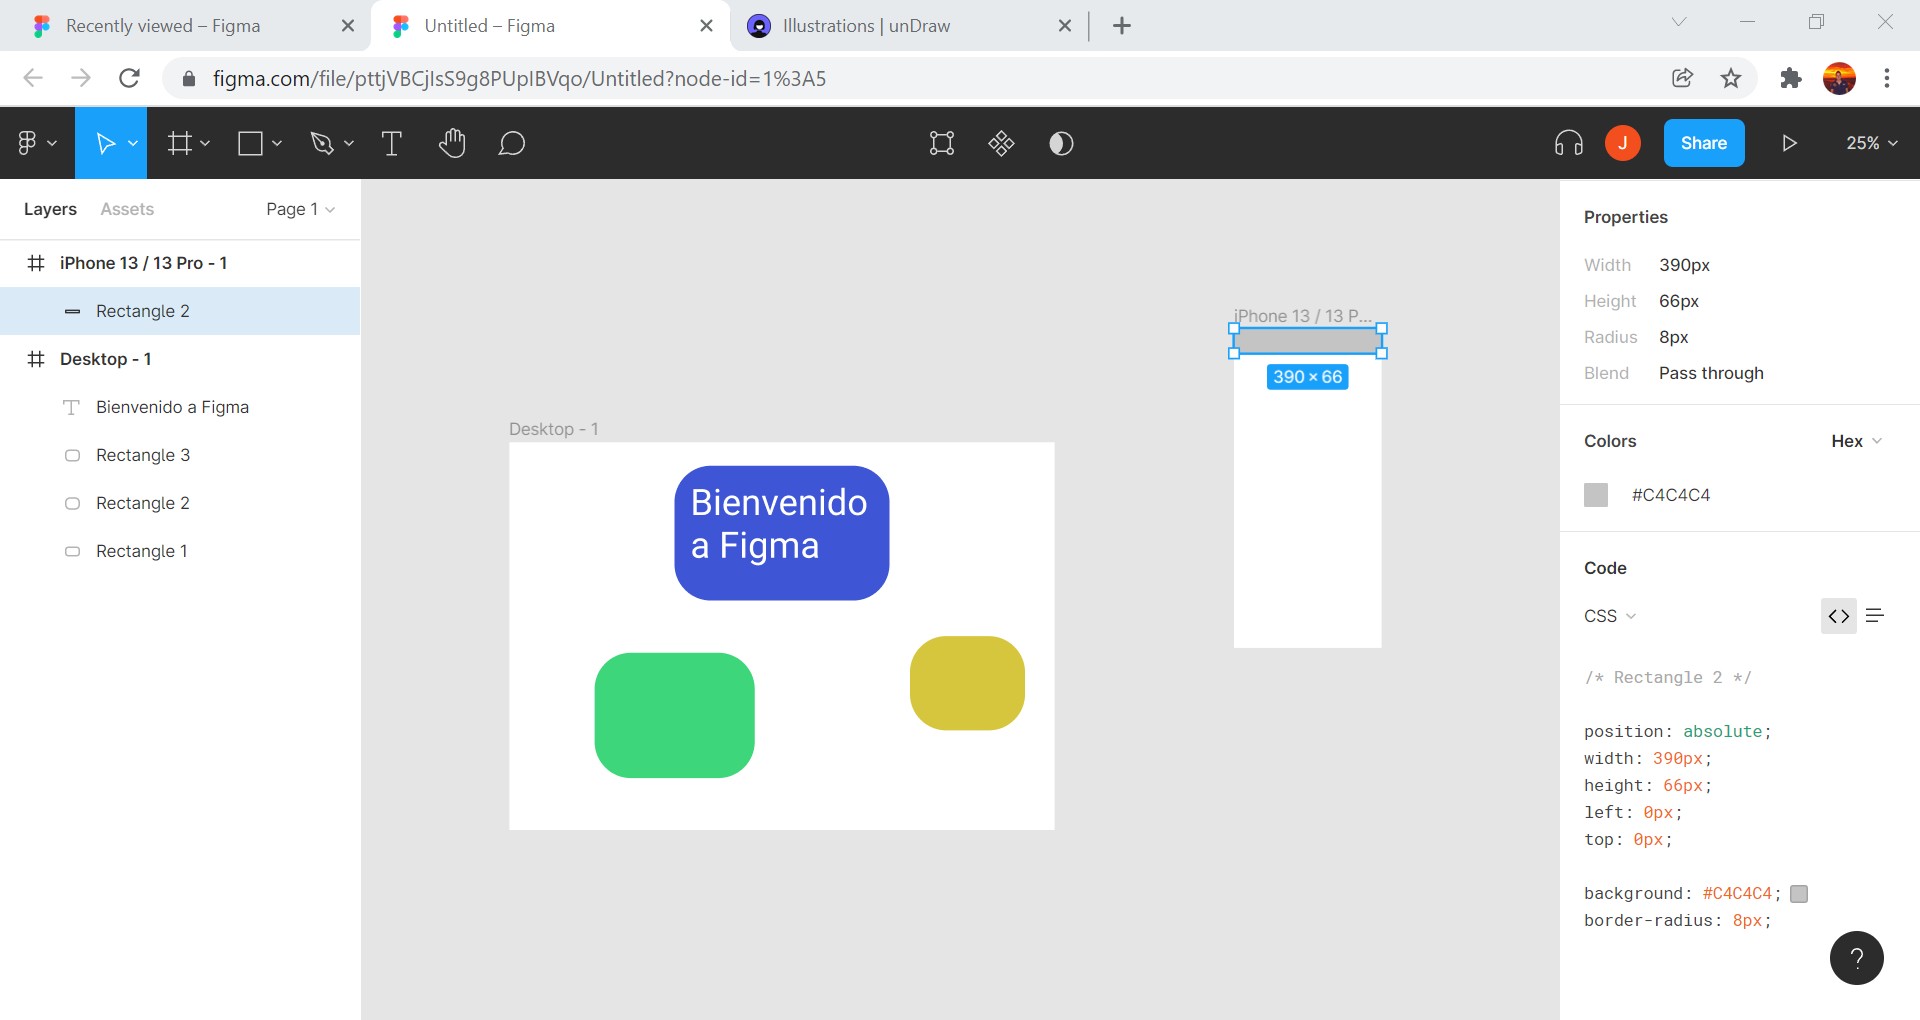 Recently viewed – Figma
Untitled – Figma
Illustrations | unDraw
figma.com/file/pttjVBCjIsS9g8PUpIBVqo/Untitled?node-id=1%3A5
J
Share
25%
Layers
Assets
Page 1
iPhone 13 / 13 Pro - 1
Rectangle 2
Desktop - 1
Bienvenido a Figma
Rectangle 3
Rectangle 2
Rectangle 1
iPhone 13 / 13 P...
390 × 66
Desktop - 1
Bienvenido
a Figma
Properties
Width 390px
Height 66px
Radius 8px
Blend Pass through
Colors Hex
#C4C4C4
Code
CSS
/* Rectangle 2 */
position: absolute;
width: 390px;
height: 66px;
left: 0px;
top: 0px;
background: #C4C4C4;
border-radius: 8px;
?